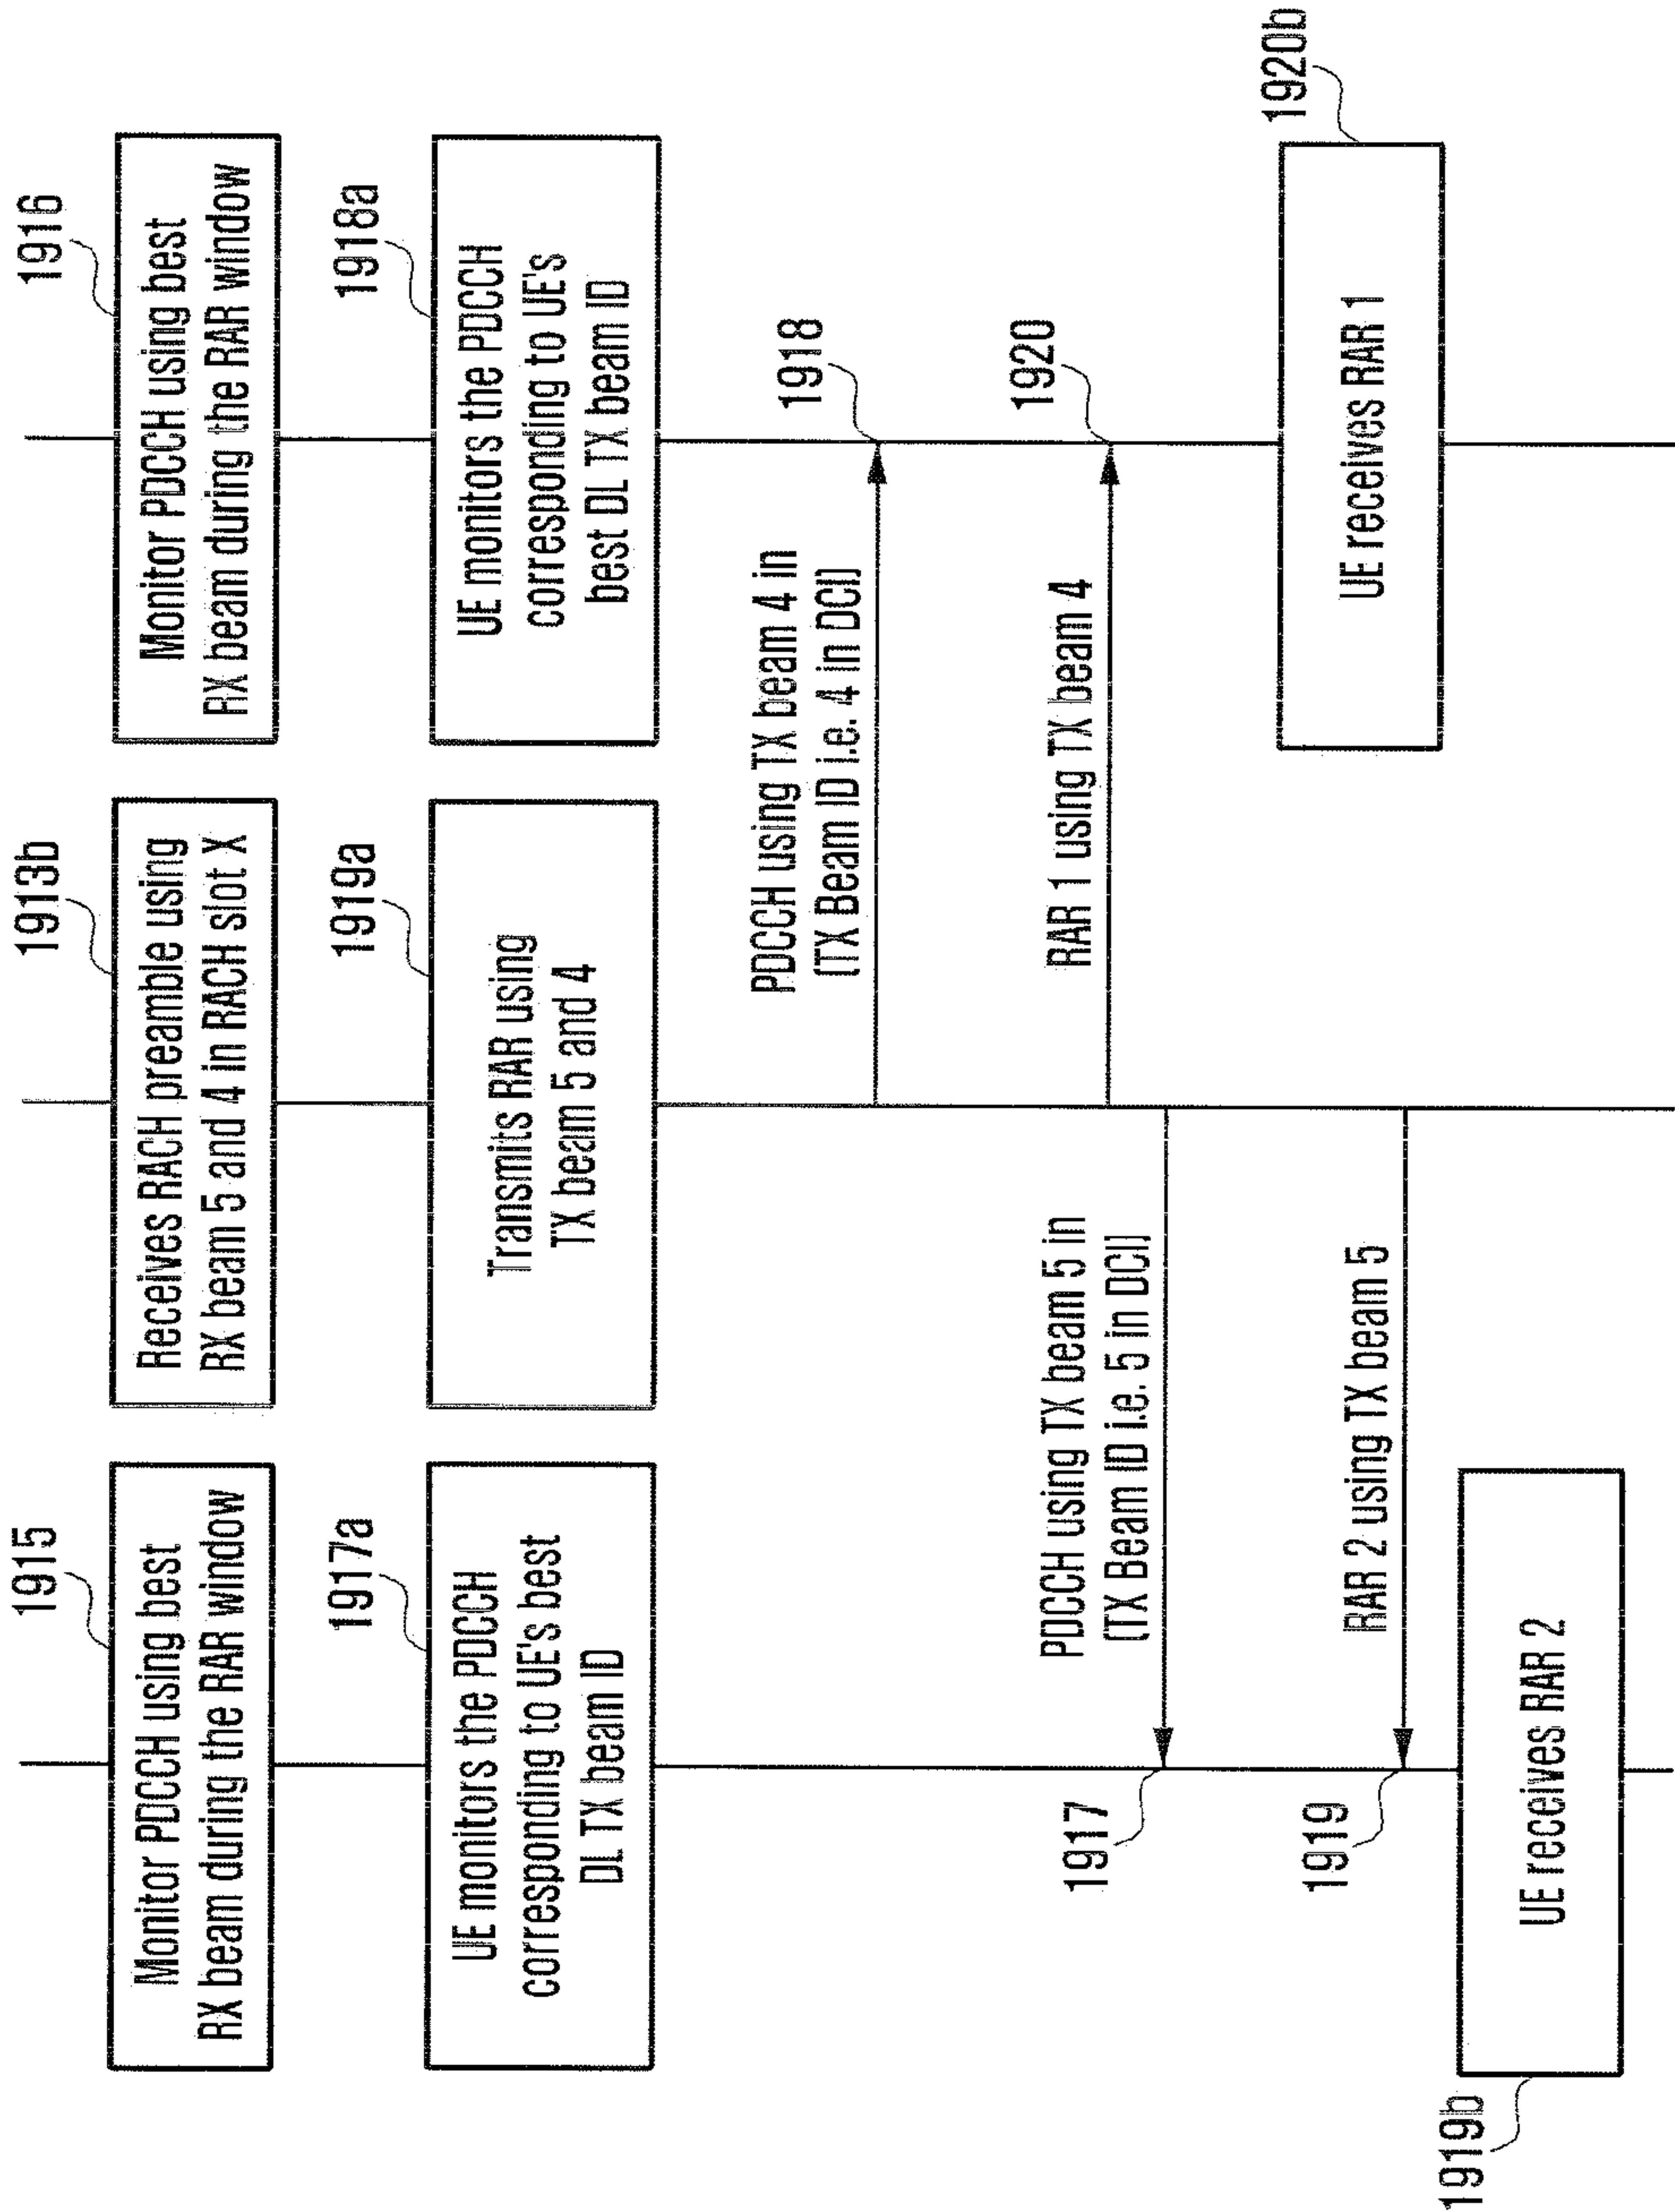 1915
Monitor PDCCH using best
RX beam during the RAR window
1913b
Receives RACH preamble using
RX beam 5 and 4 in RACH slot X
1916
Monitor PDCCH using best
RX beam during the RAR window
1917a
UE monitors the PDCCH
corresponding to UE's best
DL TX beam ID
1919a
Transmits RAR using
TX beam 5 and 4
1918a
UE monitors the PDCCH
corresponding to UE's
best DL TX beam ID
PDCCH using TX beam 4 in
(TX Beam ID i.e. 4 in DCI)
1918
RAR 1 using TX beam 4
1920
1917
PDCCH using TX beam 5 in
(TX Beam ID i.e. 5 in DCI)
1919
RAR 2 using TX beam 5
1920b
UE receives RAR 1
1919b
UE receives RAR 2